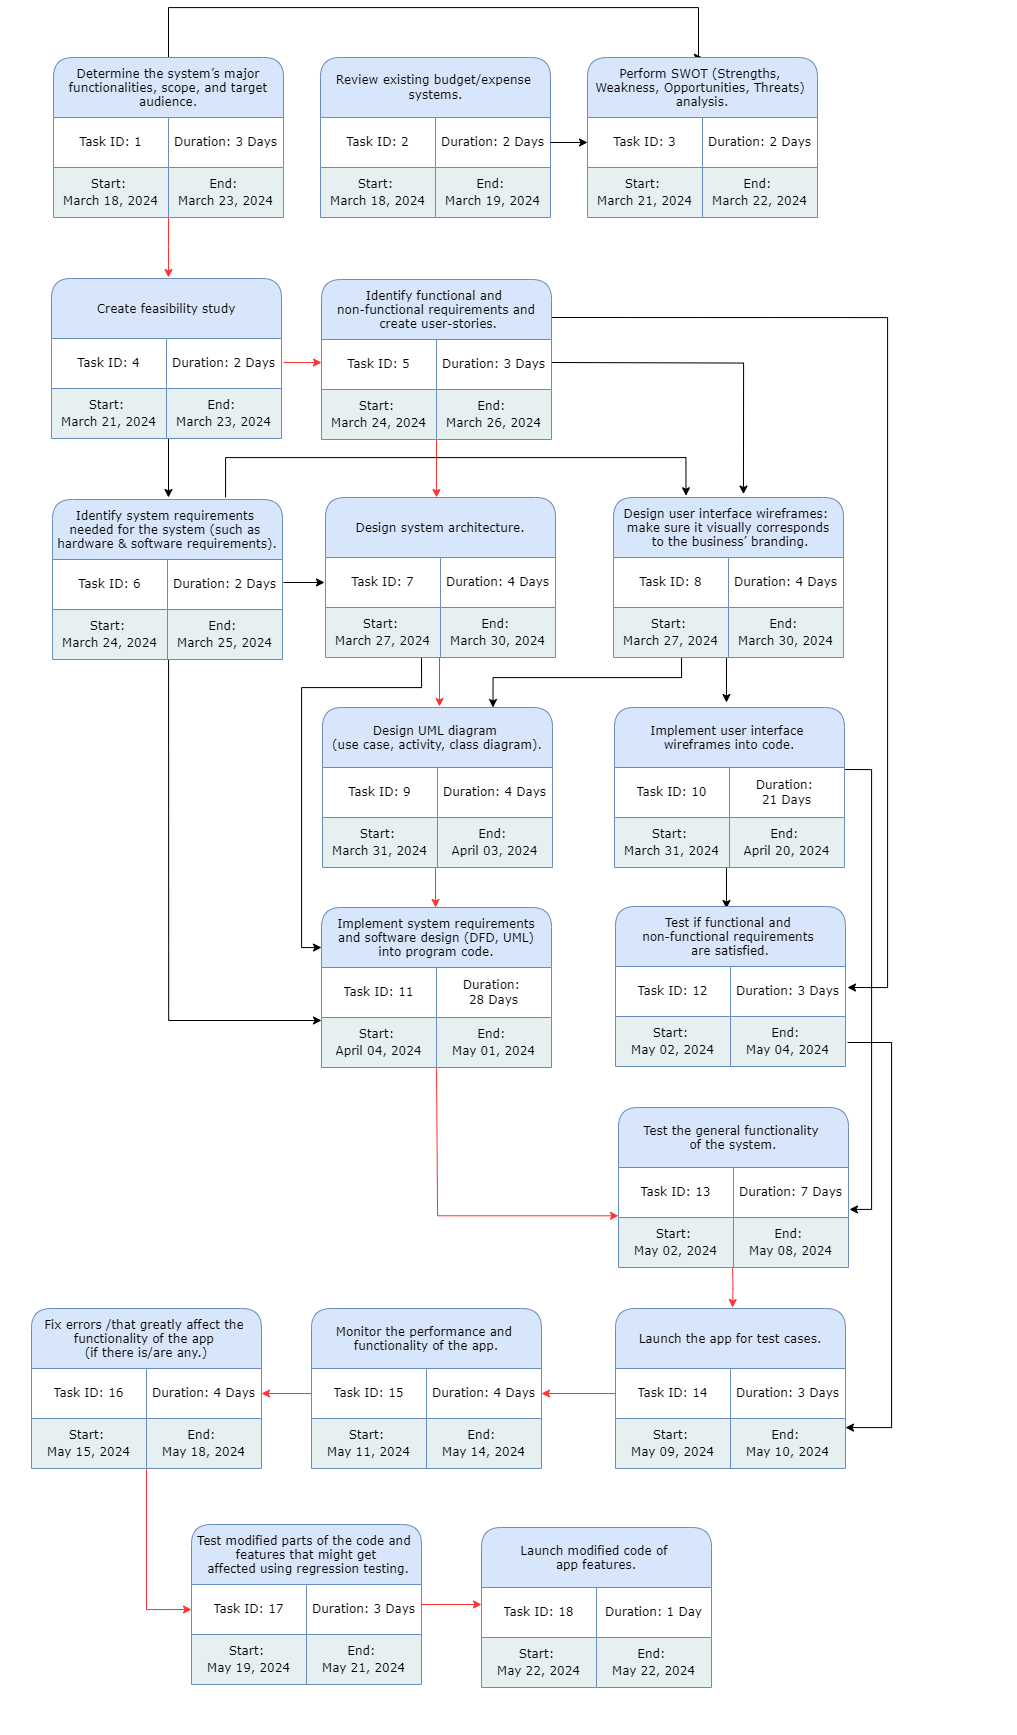 Determine the system’s major
functionalities, scope, and target
audience.
Task ID: 1
Duration: 3 Days
Start:
March 18, 2024
End:
March 23, 2024
Review existing budget/expense
systems.
Task ID: 2
Duration: 2 Days
Start:
March 18, 2024
End:
March 19, 2024
Perform SWOT (Strengths,
Weakness, Opportunities, Threats)
analysis.
Task ID: 3
Duration: 2 Days
Start:
March 21, 2024
End:
March 22, 2024
Create feasibility study
Task ID: 4
Duration: 2 Days
Start:
March 21, 2024
End:
March 23, 2024
Identify functional and
non-functional requirements and
create user-stories.
Task ID: 5
Duration: 3 Days
Start:
March 24, 2024
End:
March 26, 2024
Identify system requirements
needed for the system (such as
hardware & software requirements).
Task ID: 6
Duration: 2 Days
Start:
March 24, 2024
End:
March 25, 2024
Design system architecture.
Task ID: 7
Duration: 4 Days
Start:
March 27, 2024
End:
March 30, 2024
Design user interface wireframes:
make sure it visually corresponds
to the business’ branding.
Task ID: 8
Duration: 4 Days
Start:
March 27, 2024
End:
March 30, 2024
Design UML diagram
(use case, activity, class diagram).
Task ID: 9
Duration: 4 Days
Start:
March 31, 2024
End:
April 03, 2024
Implement user interface
wireframes into code.
Task ID: 10
Duration:
21 Days
Start:
March 31, 2024
End:
April 20, 2024
Implement system requirements
and software design (DFD, UML)
into program code.
Task ID: 11
Duration:
28 Days
Start:
April 04, 2024
End:
May 01, 2024
Test if functional and
non-functional requirements
are satisfied.
Task ID: 12
Duration: 3 Days
Start:
May 02, 2024
End:
May 04, 2024
Test the general functionality
of the system.
Task ID: 13
Duration: 7 Days
Start:
May 02, 2024
End:
May 08, 2024
Fix errors /that greatly affect the
functionality of the app
(if there is/are any.)
Task ID: 16
Duration: 4 Days
Start:
May 15, 2024
End:
May 18, 2024
Monitor the performance and
functionality of the app.
Task ID: 15
Duration: 4 Days
Start:
May 11, 2024
End:
May 14, 2024
Launch the app for test cases.
Task ID: 14
Duration: 3 Days
Start:
May 09, 2024
End:
May 10, 2024
Test modified parts of the code and
features that might get
affected using regression testing.
Task ID: 17
Duration: 3 Days
Start:
May 19, 2024
End:
May 21, 2024
Launch modified code of
app features.
Task ID: 18
Duration: 1 Day
Start:
May 22, 2024
End:
May 22, 2024